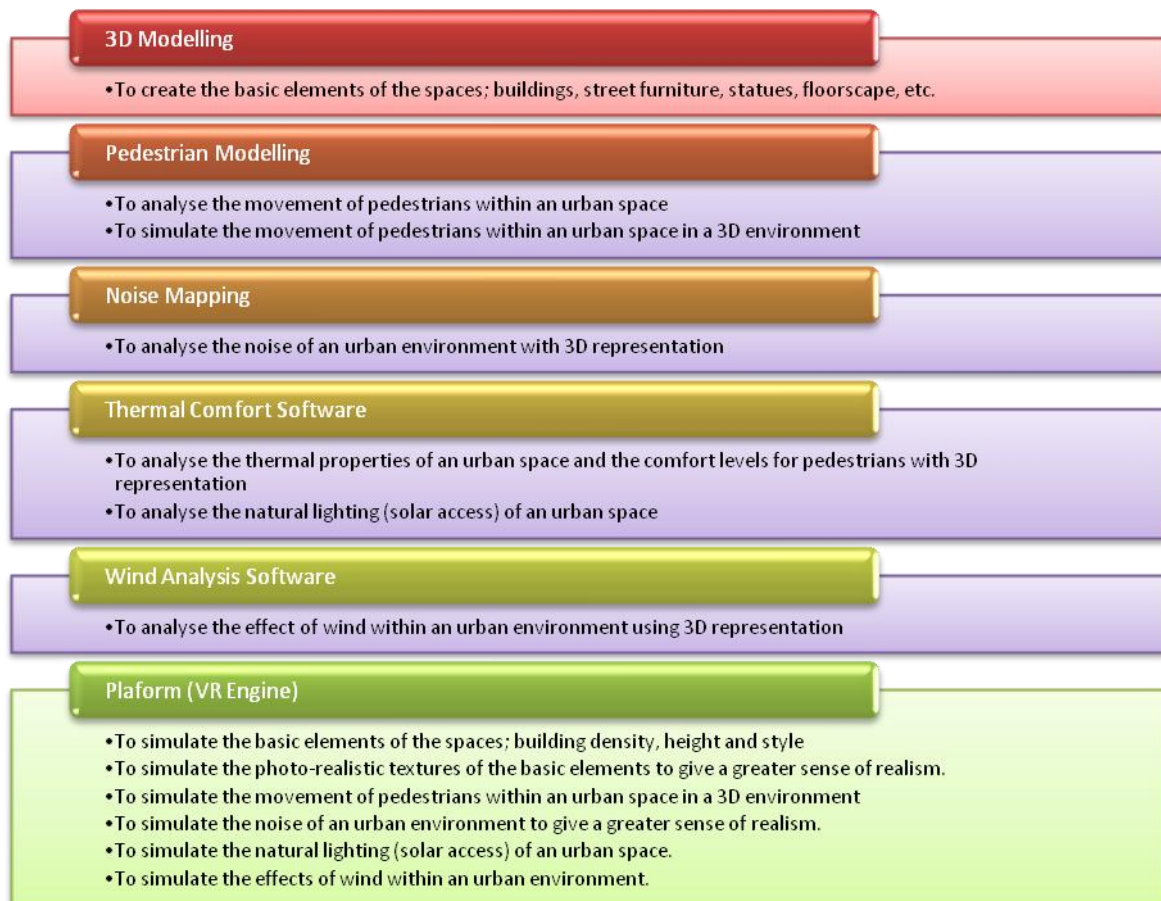 3D Modelling
•To create the basic elements of the spaces; buildings, street furniture, statues, floorscape, etc.
Pedestrian Modelling
•To analyse the movement of pedestrians within an urban space
•To simulate the movement of pedestrians within an urban space in a 3D environment
Noise Mapping
•To analyse the noise of an urban environment with 3D representation
Thermal Comfort Software
•To analyse the thermal properties of an urban space and the comfort levels for pedestrians with 3D
representation
•To analyse the natural lighting (solar access) of an urban space
Wind Analysis Software
•To analyse the effect of wind within an urban environment using 3D representation
Plaform (VR Engine)
•To simulate the basic elements of the spaces; building density, height and style
•To simulate the photo-realistic textures of the basic elements to give a greater sense of realism.
•To simulate the movement of pedestrians within an urban space in a 3D environment
•To simulate the noise of an urban environment to give a greater sense of realism.
•To simulate the natural lighting (solar access) of an urban space.
•To simulate the effects of wind within an urban environment.